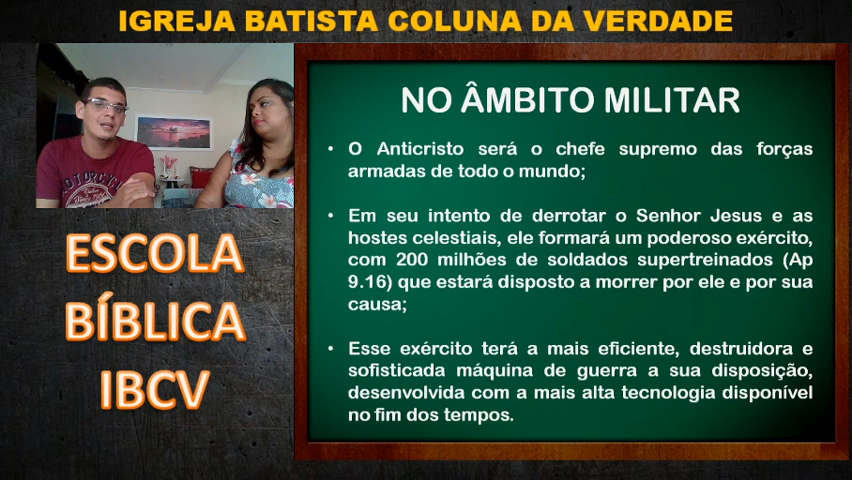 IGREJA BATISTA COLUNA DA VERDADE
NO ÂMBITO MILITAR
• O Anticristo será o chefe supremo das forças
armadas de todo o mundo;
• Em seu intento de derrotar o Senhor Jesus e as
hostes celestiais, ele formará um poderoso exército,
com 200 milhões de soldados supertreinados (Ap
9.16) que estará disposto a morrer por ele e por sua
causa;
• Esse exército terá a mais eficiente, destruidora e
sofisticada máquina de guerra a sua disposição,
desenvolvida com a mais alta tecnologia disponível
no fim dos tempos.
ESCOLA
BÍBLICA
IBCV